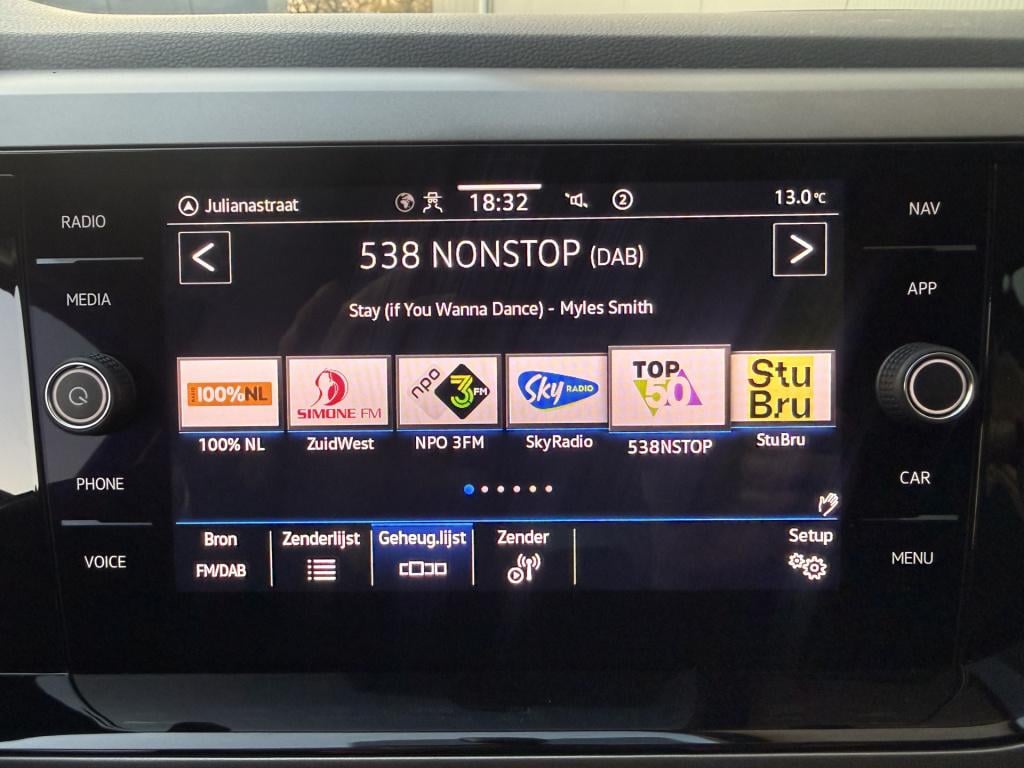 RADIO
MEDIA
PHONE
VOICE
Julianastraat
18:32
2
13.0°C
< 538 NONSTOP (DAB) >
Stay (if You Wanna Dance) - Myles Smith
RADIO 100%NL
SIMONE FM
npo 3FM
Sky RADIO
TOP 50
Stu Bru
100% NL ZuidWest NPO 3FM SkyRadio 538NSTOP StuBru
Bron Zenderlijst Geheug.lijst Zender Setup
FM/DAB
NAV
APP
CAR
MENU